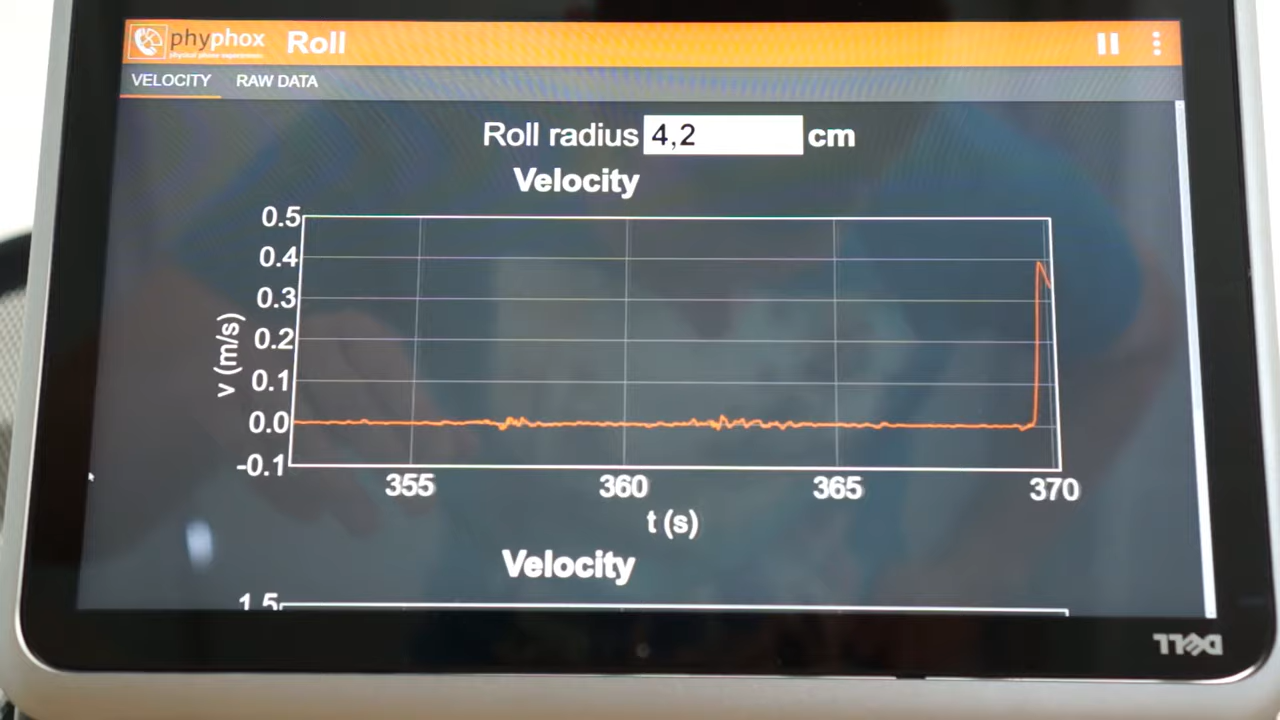 phyphox Roll
physical phone experiments
VELOCITY RAW DATA
Roll radius 4,2 cm
Velocity
0.5
0.4
0.3
0.2
0.1
0.0
-0.1
v (m/s)
355 360 365 370
t (s)
Velocity
1.5
DELL